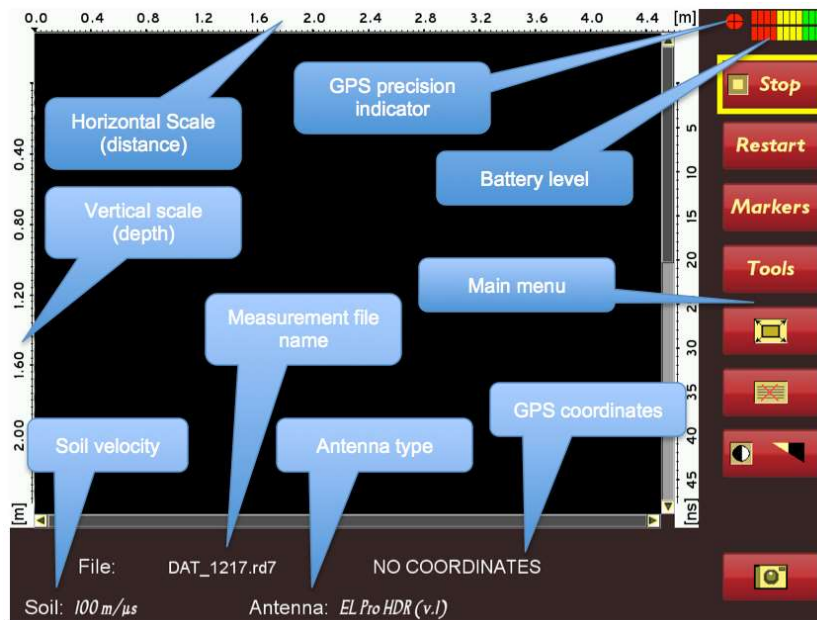 0.0 0.4 0.8 1.2 1.6 2.0 2.4 2.8 3.2 3.6 4.0 4.4 [m]
GPS precision
indicator
Stop
Horizontal Scale
(distance)
0.40
5
Restart
Battery level
10
Vertical scale
(depth)
0.80
15
Markers
20
Tools
Main menu
1.20
25
Measurement file
name
30
1.60
35
GPS coordinates
2.00
40
Soil velocity
Antenna type
45
[m]
[ns]
File: DAT_1217.rd7 NO COORDINATES
Soil: 100 m/µs Antenna: EL Pro HDR (v.1)